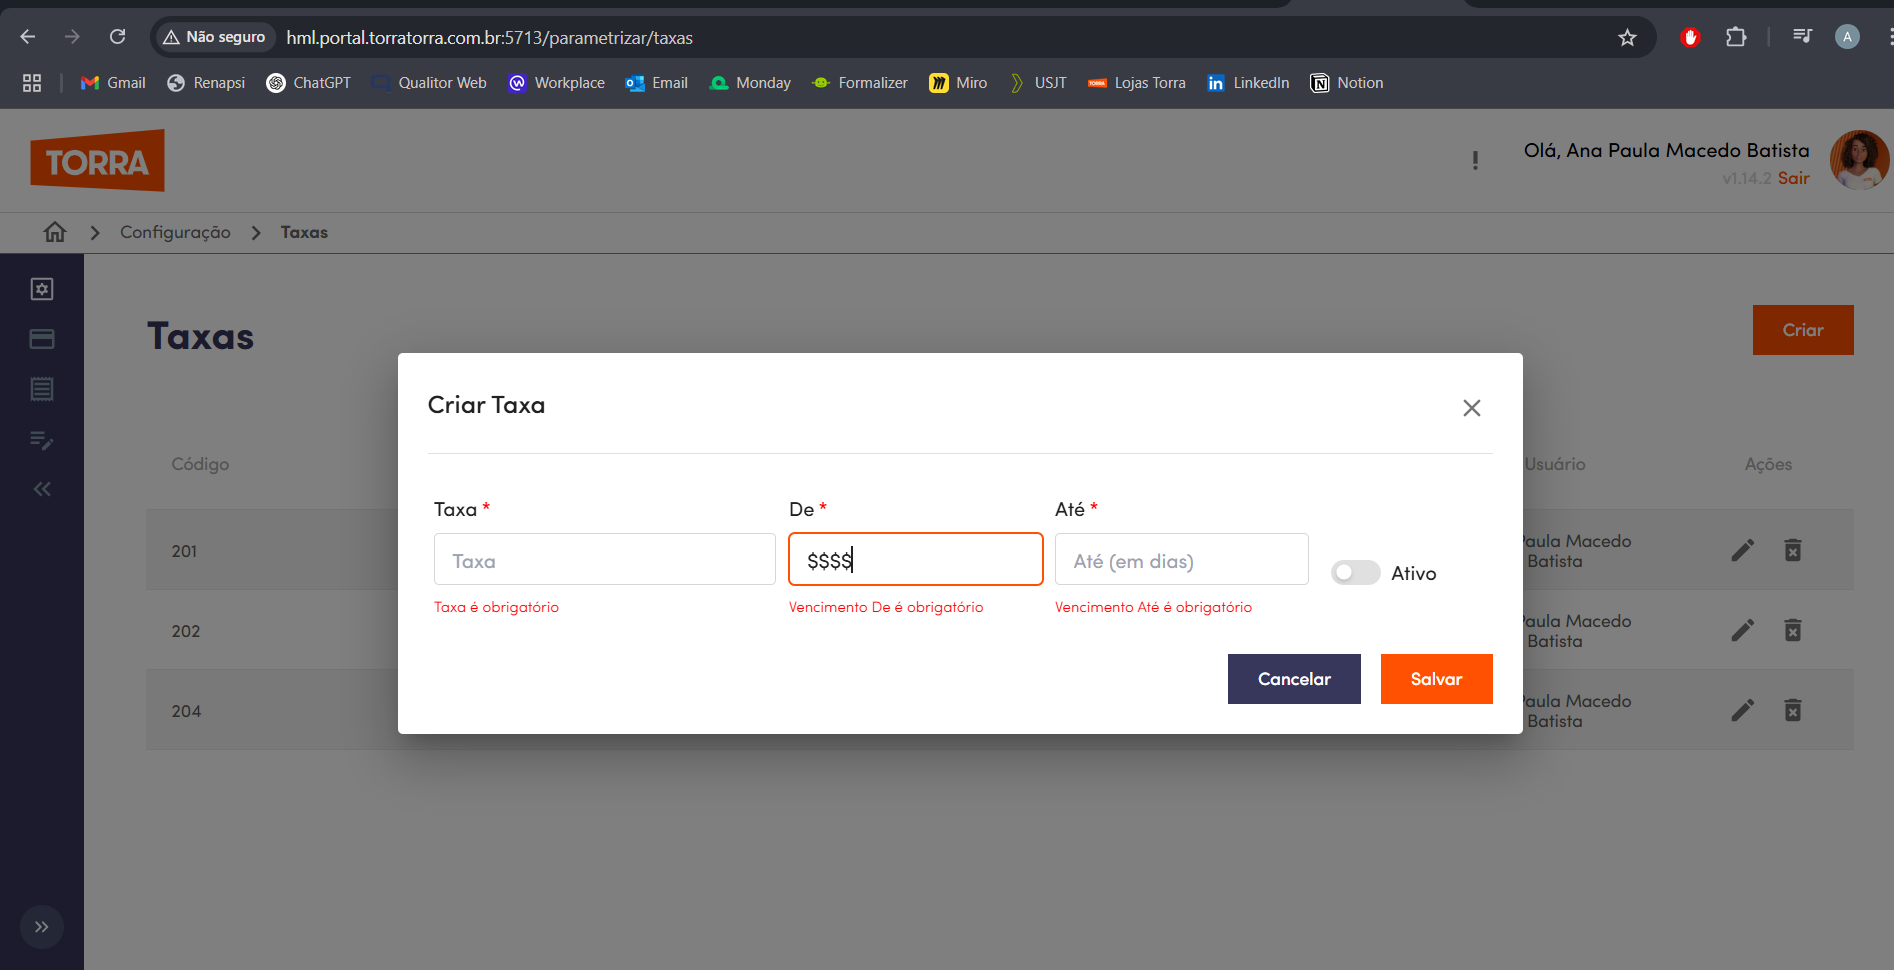 Não seguro
hml.portal.torratorra.com.br:5713/parametrizar/taxas
A
Gmail
Renapsi
ChatGPT
Qualitor Web
Workplace
Email
Monday
Formalizer
Miro
USJT
Lojas Torra
LinkedIn
Notion
TORRA
Olá, Ana Paula Macedo Batista
v1.14.2 Sair
Configuração
Taxas
Taxas
Criar
Criar Taxa
Código
Usuário
Ações
Taxa *
De *
Até *
Taxa
$$$$
Até (em dias)
Ativo
Taxa é obrigatório
Vencimento De é obrigatório
Vencimento Até é obrigatório
201
Paula Macedo
Batista
202
Paula Macedo
Batista
Cancelar
Salvar
204
Paula Macedo
Batista